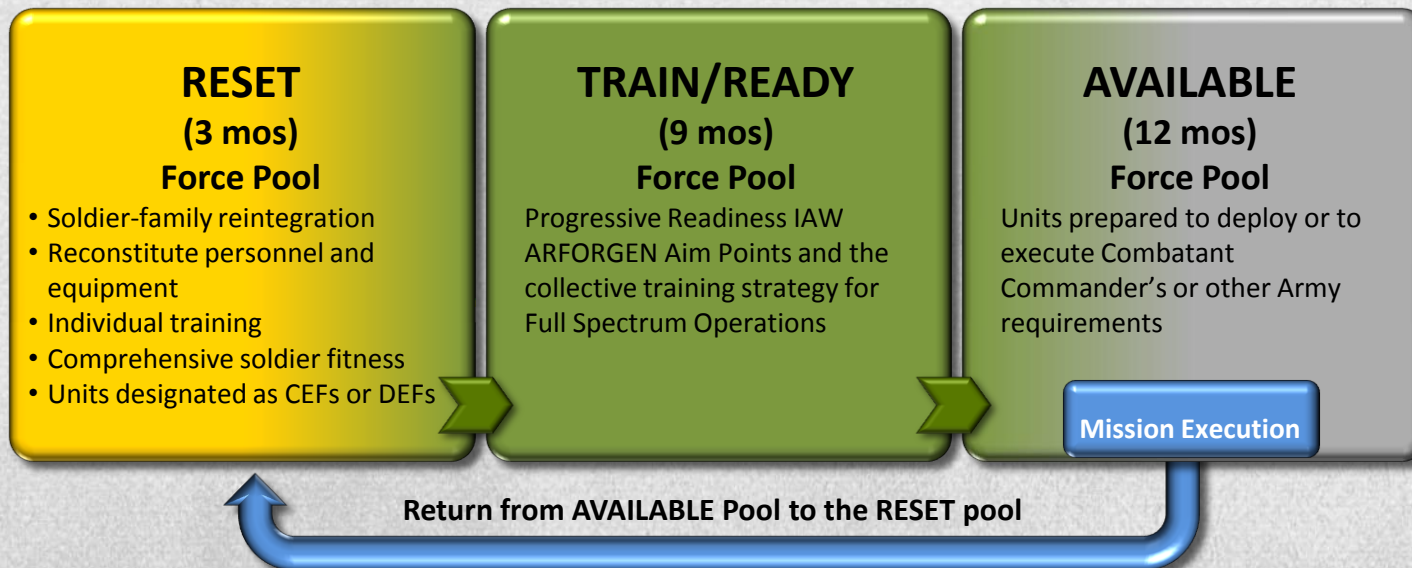 RESET
(3 mos)
Force Pool
• Soldier-family reintegration
• Reconstitute personnel and
equipment
• Individual training
• Comprehensive soldier fitness
• Units designated as CEFs or DEFs
TRAIN/READY
(9 mos)
Force Pool
Progressive Readiness IAW
ARFORGEN Aim Points and the
collective training strategy for
Full Spectrum Operations
AVAILABLE
(12 mos)
Force Pool
Units prepared to deploy or to
execute Combatant
Commander’s or other Army
requirements
Mission Execution
Return from AVAILABLE Pool to the RESET pool